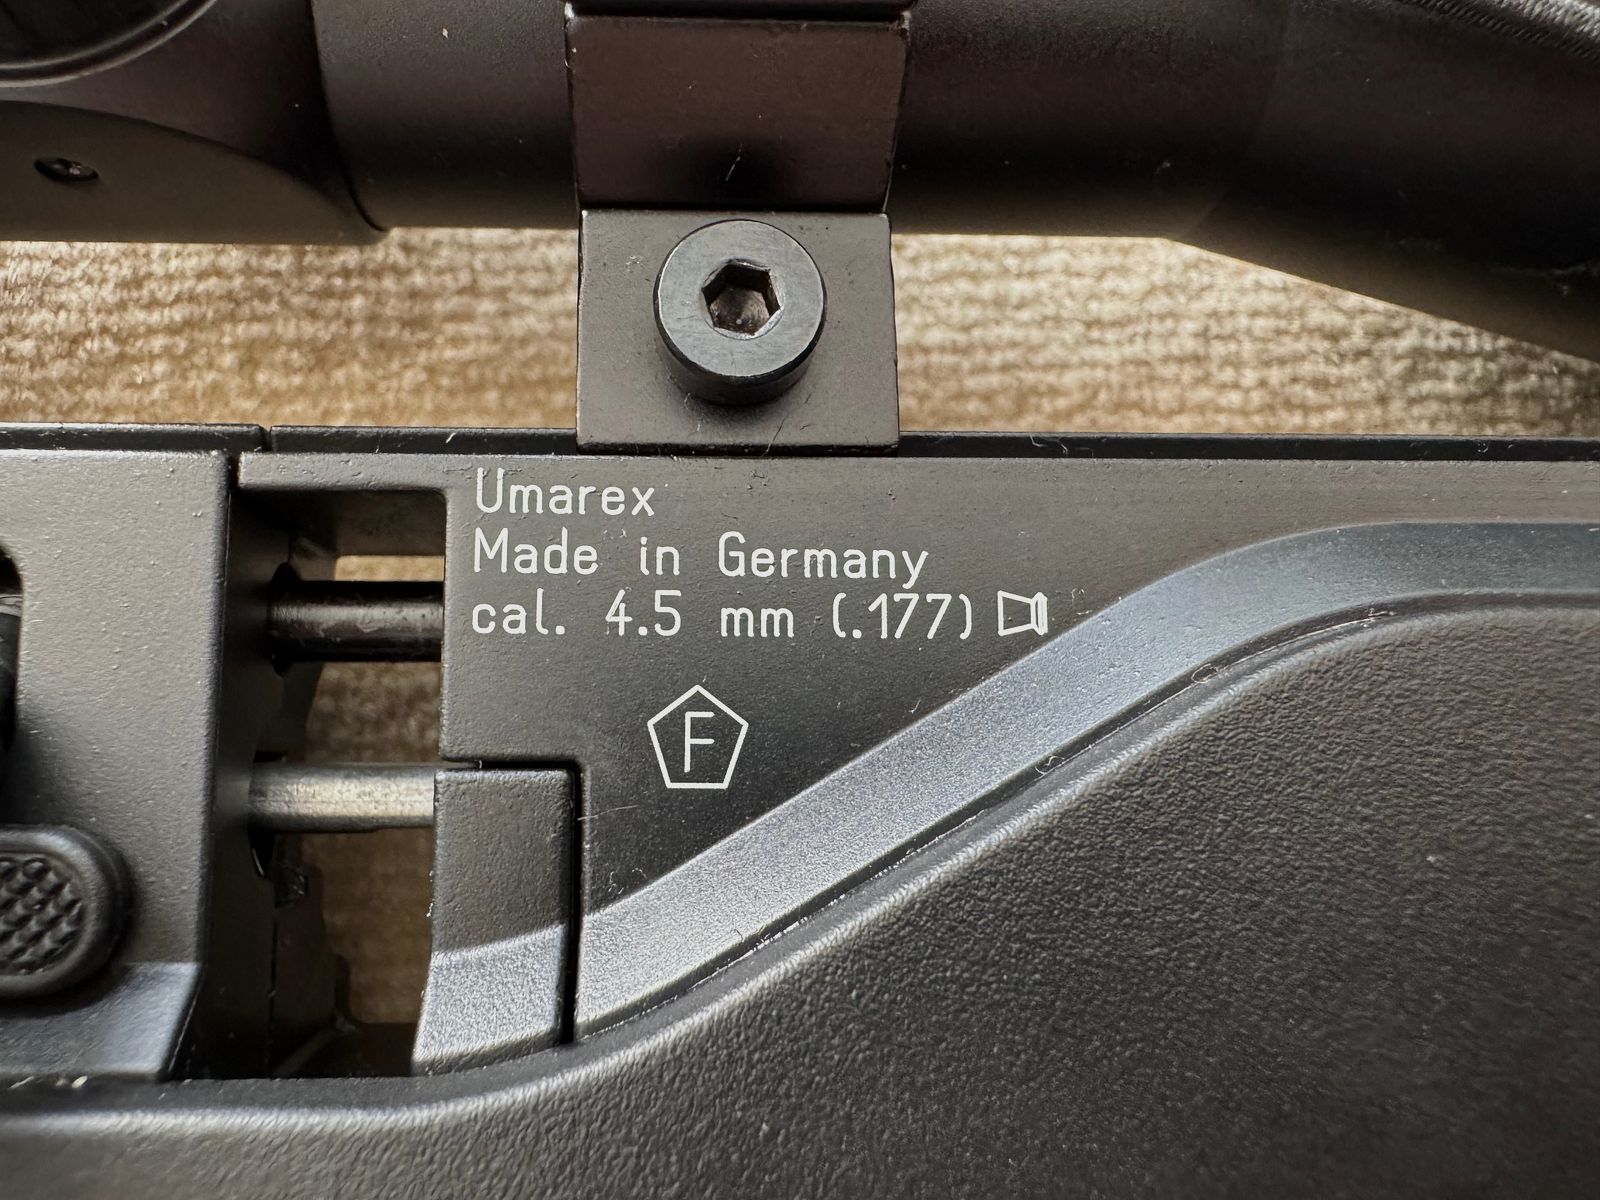 Umarex
Made in Germany
cal. 4.5 mm (.177)
F